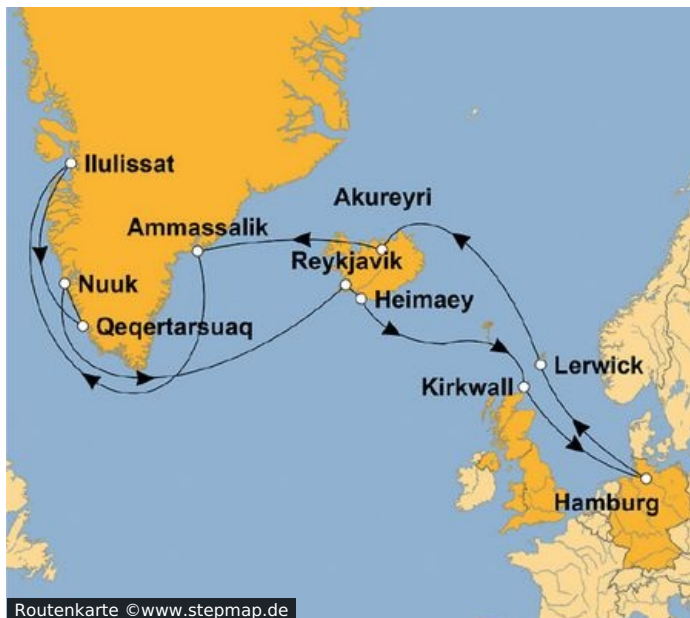 Ilulissat
Akureyri
Ammassalik
Reykjavik
Nuuk
Heimaey
Qeqertarsuaq
Lerwick
Kirkwall
Hamburg
Routenkarte ©www.stepmap.de